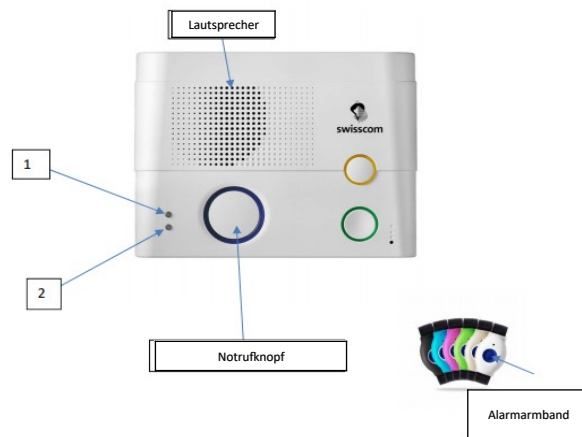 Lautsprecher
swisscom
1
2
Notrufknopf
Alarmarmband